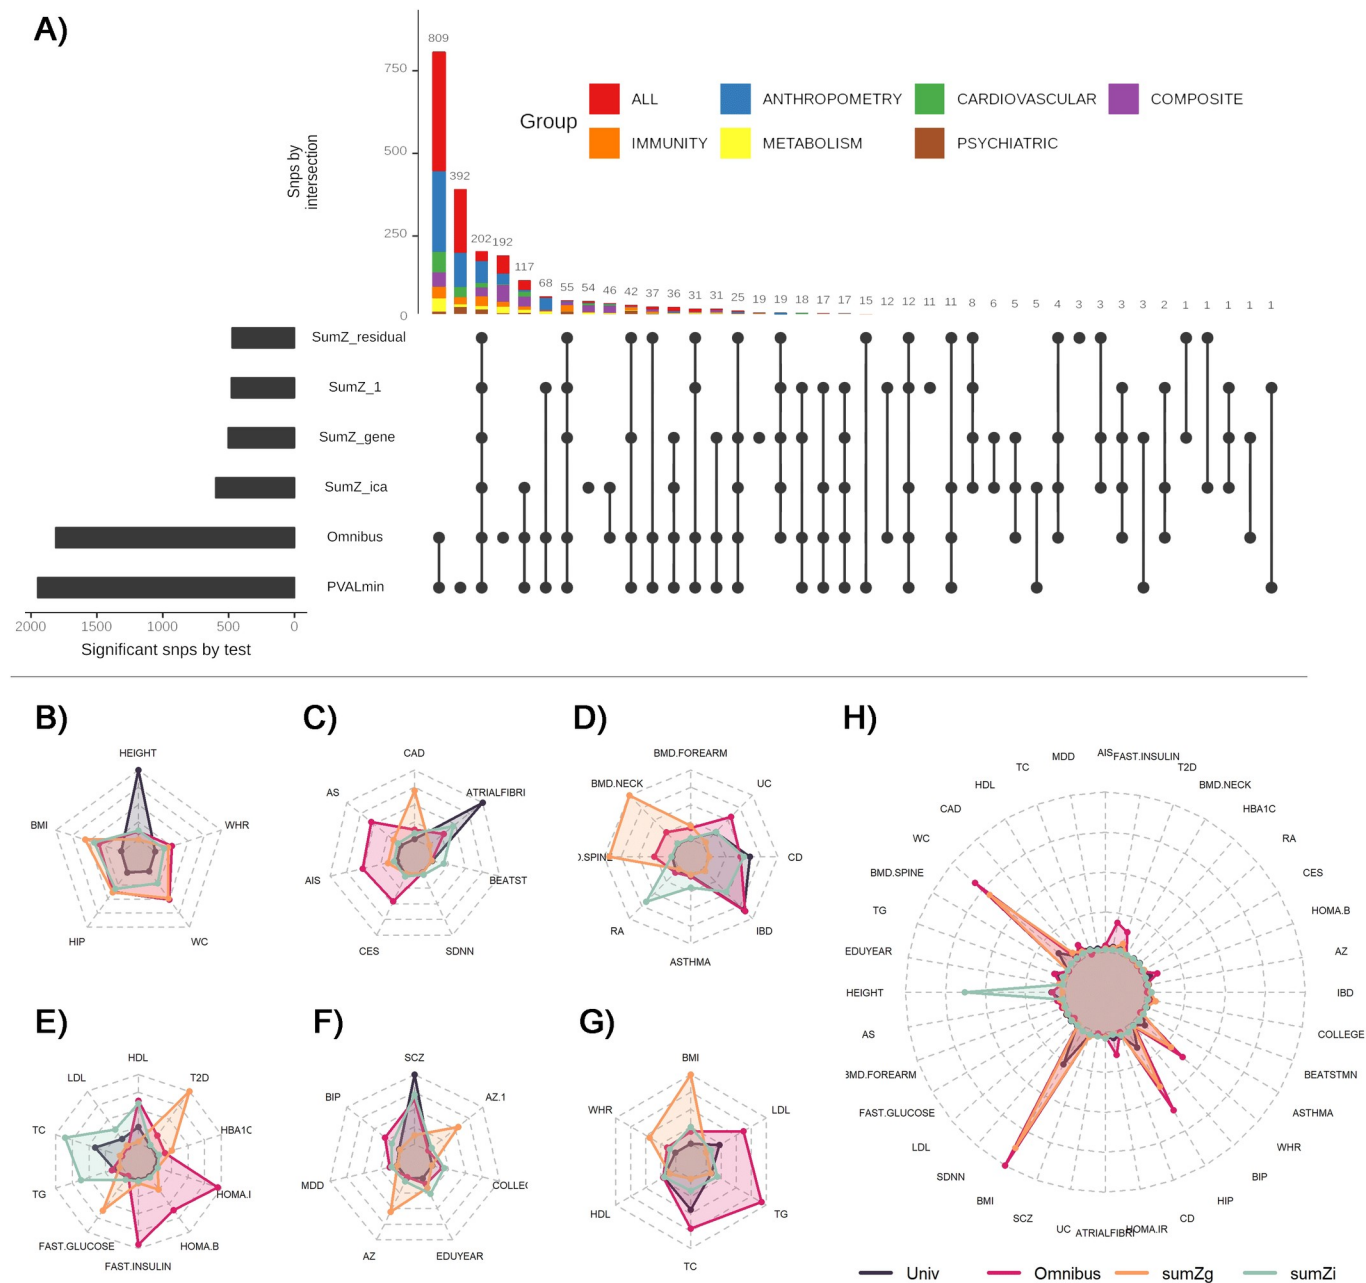 A)
809
750
500
250
0
Snps by
intersection
392
202
192
117
68
55
54
46
42
37
36
31
31
25
19
19
18
17
17
15
12
12
11
11
8
6
5
5
4
3
3
3
2
1
1
1
1
1
Group
ALL
ANTHROPOMETRY
CARDIOVASCULAR
COMPOSITE
IMMUNITY
METABOLISM
PSYCHIATRIC
SumZ_residual
SumZ_1
SumZ_gene
SumZ_ica
Omnibus
PVALmin
2000 1500 1000 500 0
Significant snps by test
B)
HEIGHT
BMI
WHR
HIP
WC
C)
CAD
AS
ATRIALFIBRI
AIS
BEATST
CES
SDNN
D)
BMD.FOREARM
BMD.NECK
UC
D.SPINE
CD
RA
IBD
ASTHMA
E)
HDL
LDL
T2D
TC
HBA1C
TG
HOMA.I
FAST.GLUCOSE
HOMA.B
FAST.INSULIN
F)
SCZ
BIP
AZ.1
MDD
COLLEC
AZ
EDUYEAR
G)
BMI
WHR
LDL
HDL
TG
TC
H)
AIS
FAST.INSULIN
MDD
T2D
TC
BMD.NECK
HDL
HBA1C
CAD
RA
WC
CES
BMD.SPINE
HOMA.B
TG
AZ
EDUYEAR
IBD
HEIGHT
COLLEGE
AS
BEATSTMN
BMD.FOREARM
ASTHMA
FAST.GLUCOSE
WHR
LDL
BIP
SDNN
HIP
BMI
CD
SCZ
HOMA.IR
UC
ATRIALFIBRI
Univ
Omnibus
sumZg
sumZi